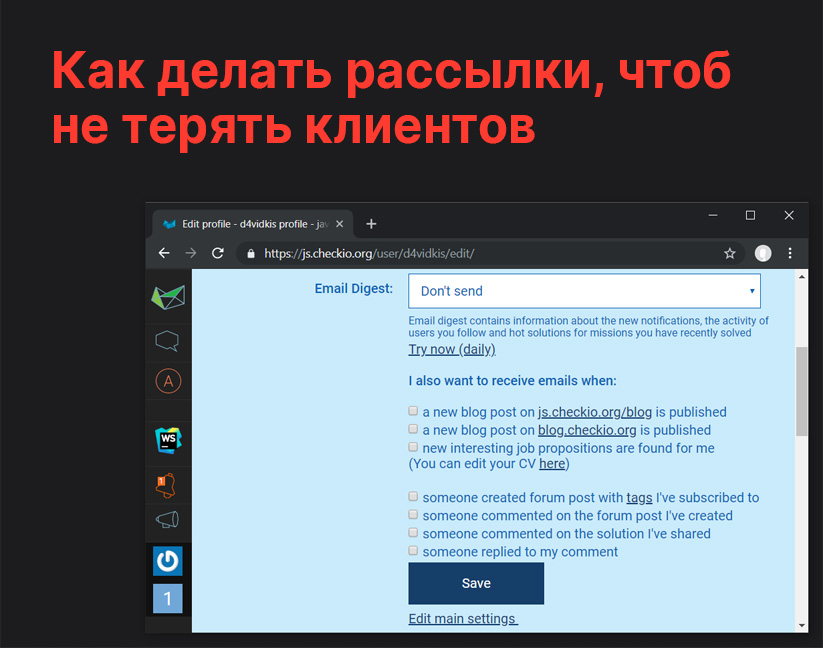 Как делать рассылки, чтоб
не терять клиентов
Edit profile - d4vidkis profile - jav
https://js.checkio.org/user/d4vidkis/edit/
Email Digest:
Don't send
Email digest contains information about the new notifications, the activity of
users you follow and hot solutions for missions you have recently solved
Try now (daily)
I also want to receive emails when:
a new blog post on js.checkio.org/blog is published
a new blog post on blog.checkio.org is published
new interesting job propositions are found for me
(You can edit your CV here)
someone created forum post with tags I've subscribed to
someone commented on the forum post I've created
someone commented on the solution I've shared
someone replied to my comment
Save
Edit main settings
A
WS
1
1